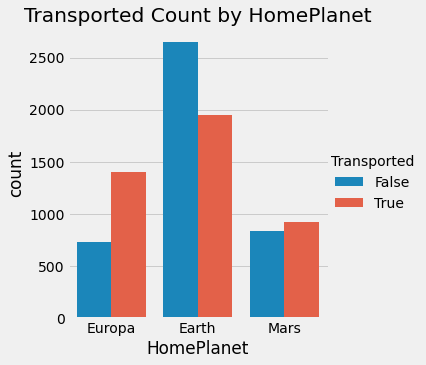 Transported Count by HomePlanet
count
2500
2000
1500
1000
500
0
Europa
Earth
Mars
HomePlanet
Transported
False
True